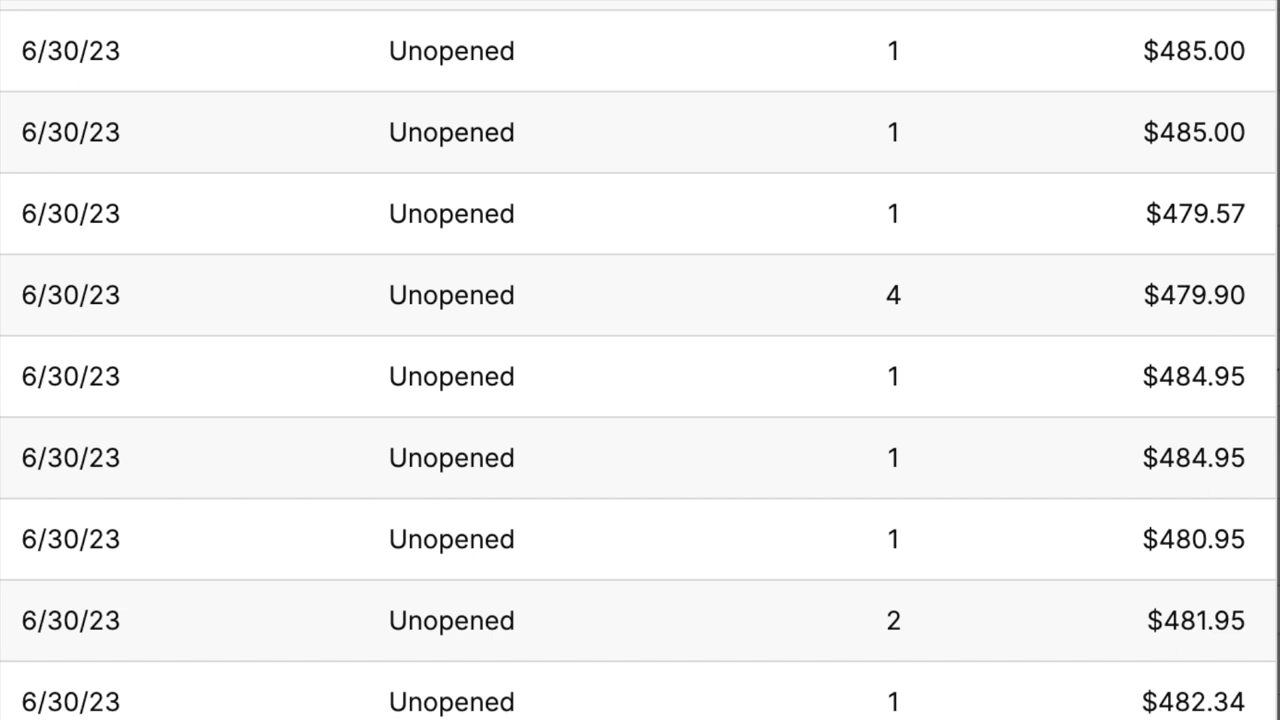 6/30/23 Unopened 1 $485.00
6/30/23 Unopened 1 $485.00
6/30/23 Unopened 1 $479.57
6/30/23 Unopened 4 $479.90
6/30/23 Unopened 1 $484.95
6/30/23 Unopened 1 $484.95
6/30/23 Unopened 1 $480.95
6/30/23 Unopened 2 $481.95
6/30/23 Unopened 1 $482.34